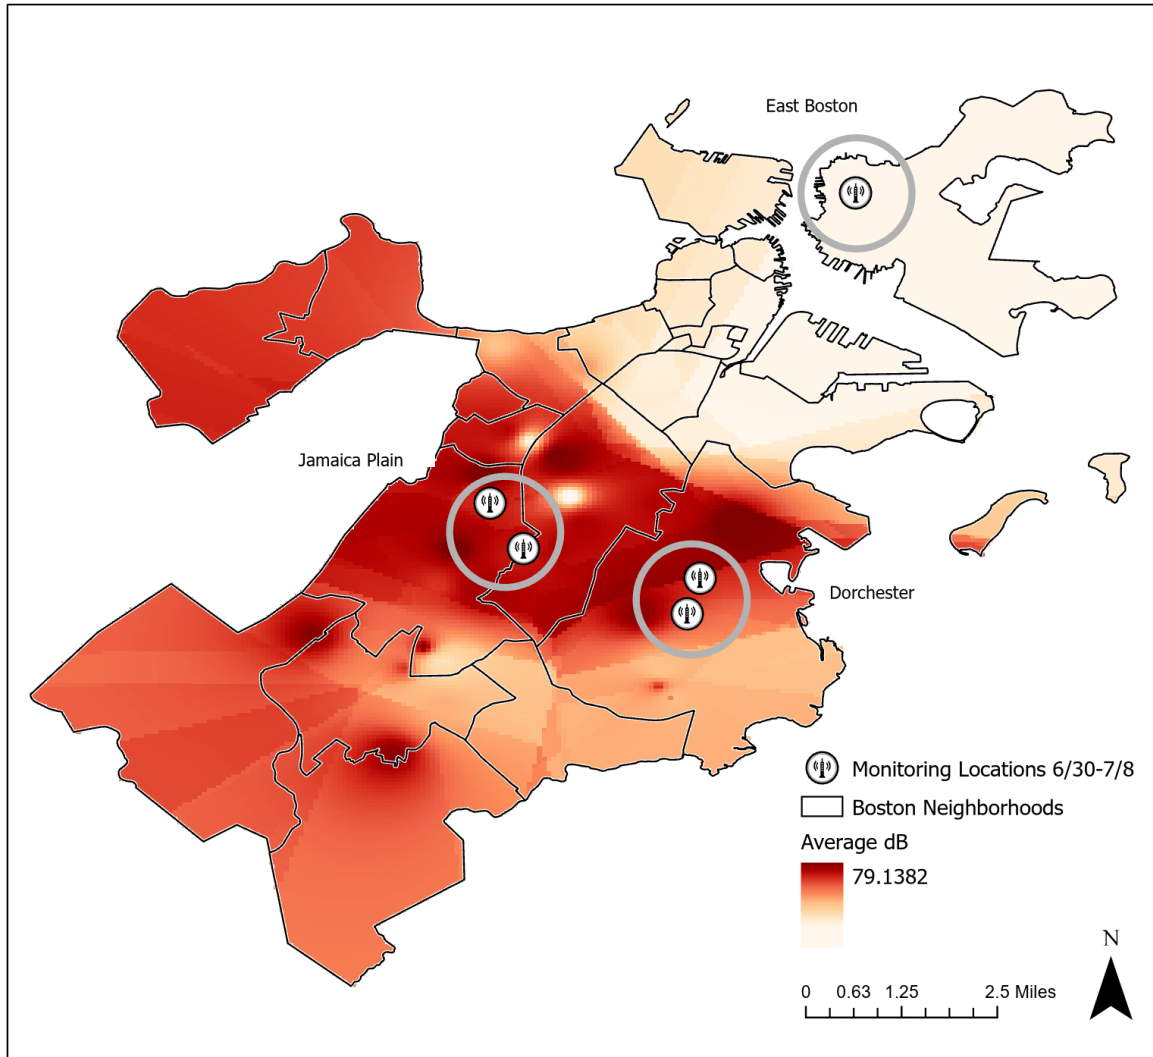 East Boston
Jamaica Plain
Dorchester
Monitoring Locations 6/30-7/8
Boston Neighborhoods
Average dB
79.1382
N
0 0.63 1.25 2.5 Miles